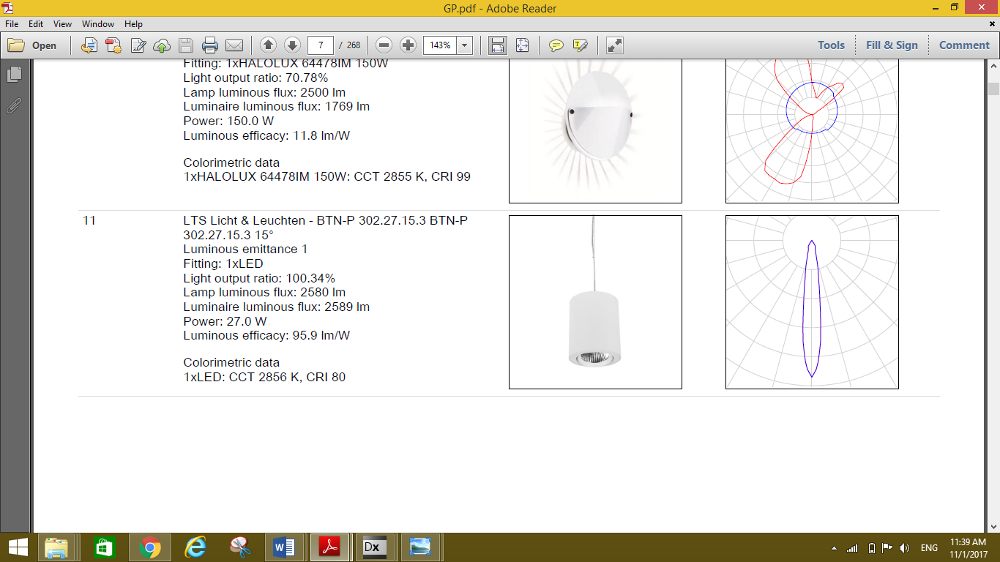 GP.pdf - Adobe Reader
File Edit View Window Help
Open 7 / 268 143% Tools Fill & Sign Comment
Fitting: 1xHALOLUX 64478IM 150W
Light output ratio: 70.78%
Lamp luminous flux: 2500 lm
Luminaire luminous flux: 1769 lm
Power: 150.0 W
Luminous efficacy: 11.8 lm/W
Colorimetric data
1xHALOLUX 64478IM 150W: CCT 2855 K, CRI 99
11
LTS Licht & Leuchten - BTN-P 302.27.15.3 BTN-P
302.27.15.3 15°
Luminous emittance 1
Fitting: 1xLED
Light output ratio: 100.34%
Lamp luminous flux: 2580 lm
Luminaire luminous flux: 2589 lm
Power: 27.0 W
Luminous efficacy: 95.9 lm/W
Colorimetric data
1xLED: CCT 2856 K, CRI 80
Dx
ENG
11:39 AM
11/1/2017